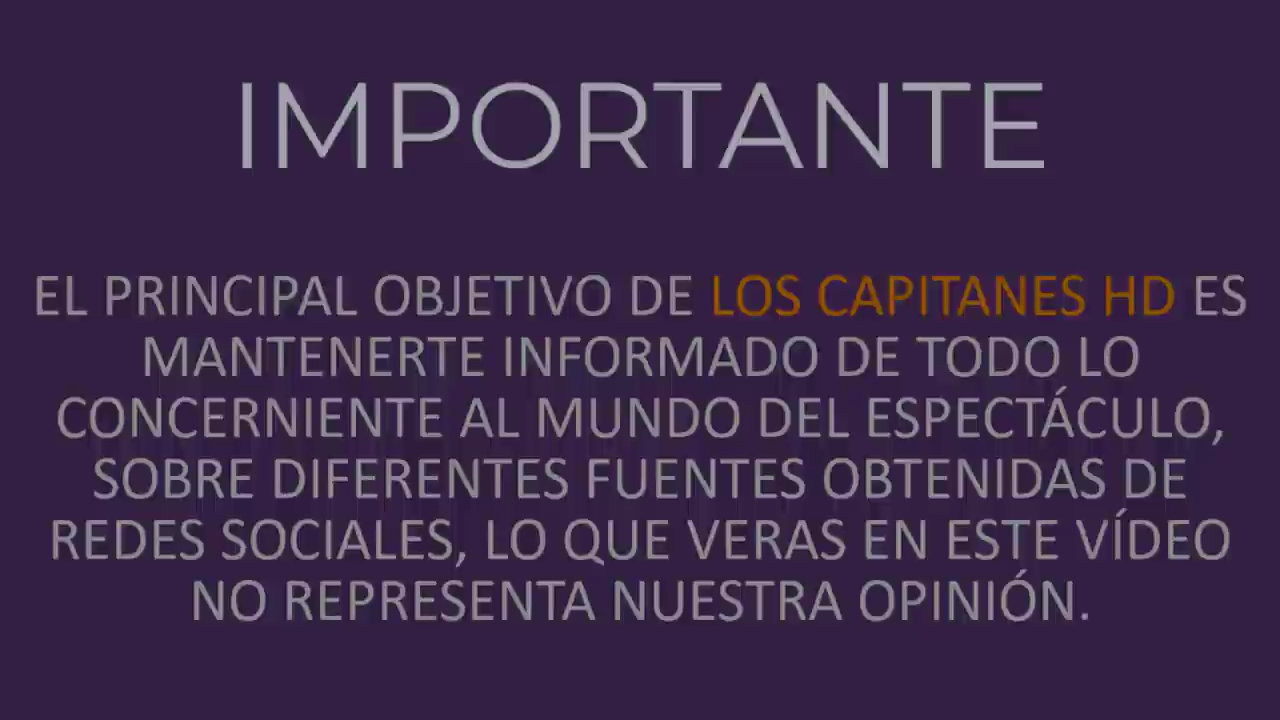 IMPORTANTE
EL PRINCIPAL OBJETIVO DE LOS CAPITANES HD ES
MANTENERTE INFORMADO DE TODO LO
CONCERNIENTE AL MUNDO DEL ESPECTÁCULO,
SOBRE DIFERENTES FUENTES OBTENIDAS DE
REDES SOCIALES, LO QUE VERAS EN ESTE VÍDEO
NO REPRESENTA NUESTRA OPINIÓN.